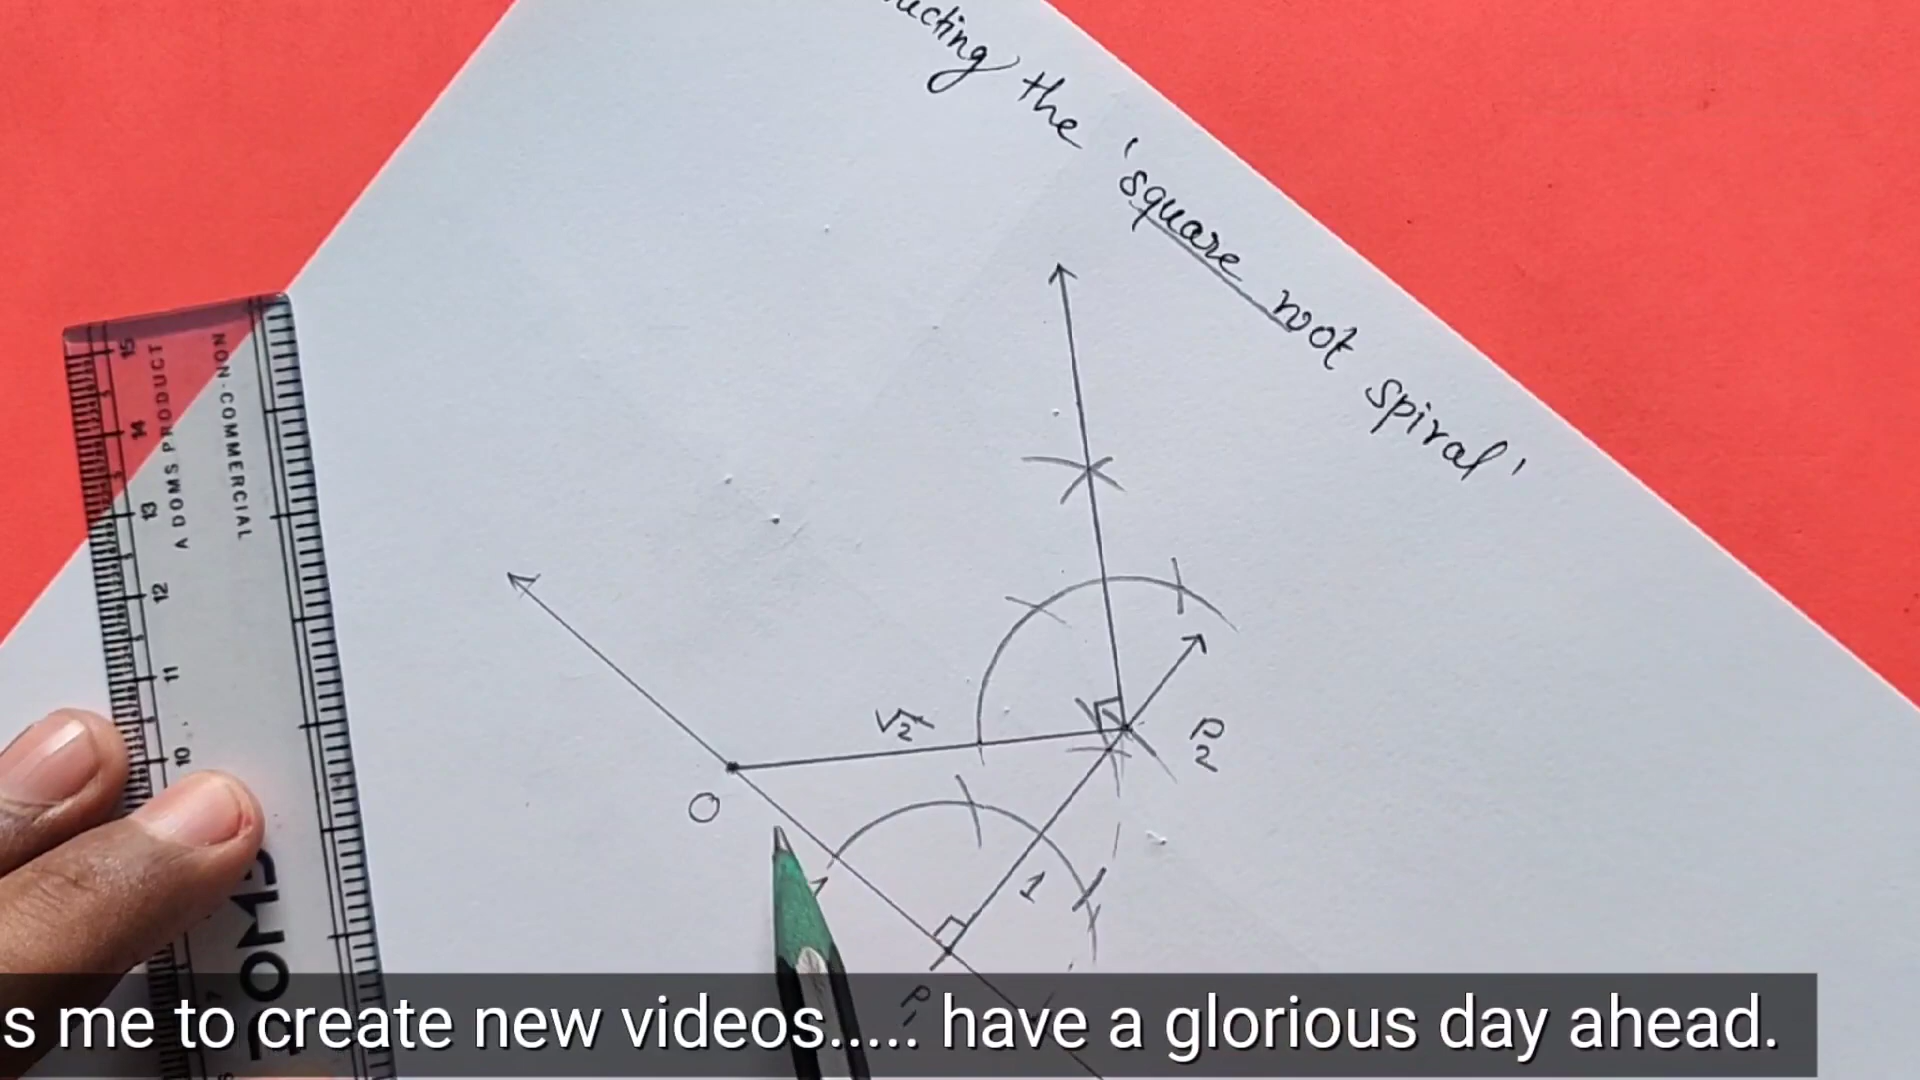 the 'square root spiral'
15
14
13
12
11
10
A DOMS PRODUCT
NON-COMMERCIAL
DOMS
√2
P2
O
1
1
P1
s me to create new videos..... have a glorious day ahead.